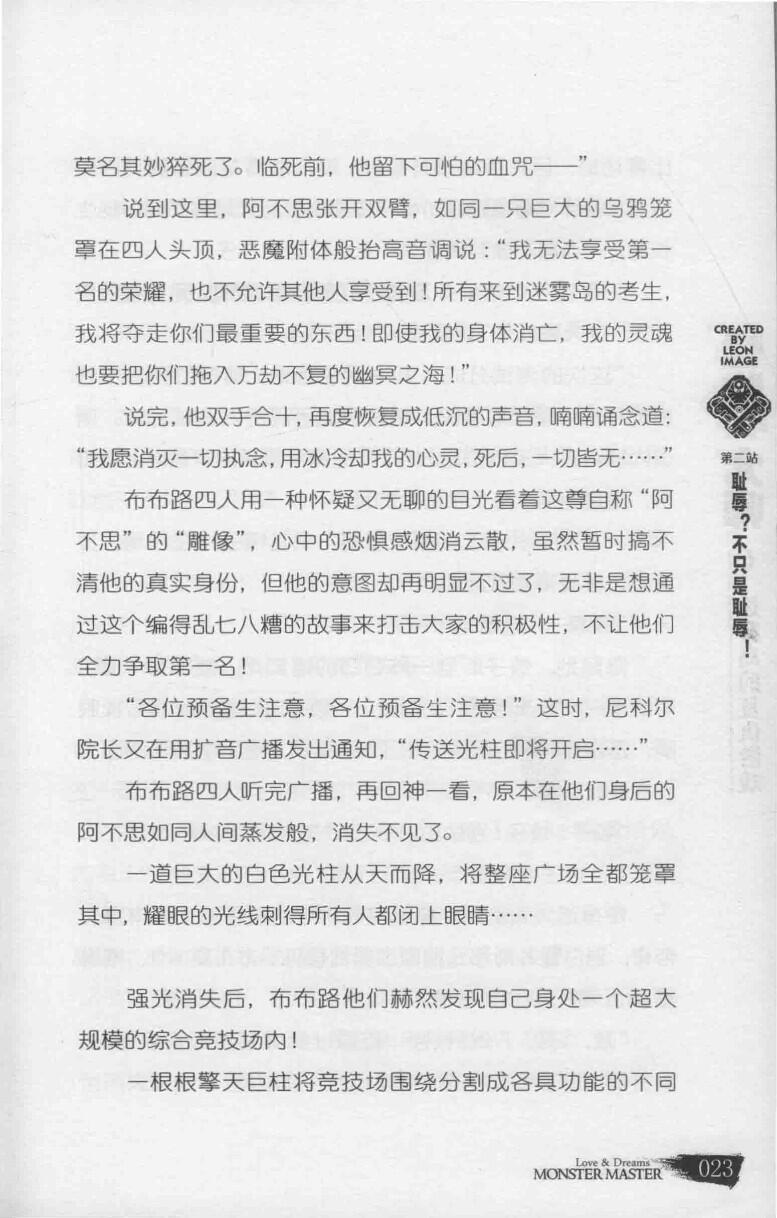 莫名其妙猝死了。临死前，他留下可怕的血咒——”
说到这里，阿不思张开双臂，如同一只巨大的乌鸦笼
罩在四人头顶，恶魔附体般抬高音调说：“我无法享受第一
名的荣耀，也不允许其他人享受到！所有来到迷雾岛的考生，
我将夺走你们最重要的东西！即使我的身体消亡，我的灵魂
也要把你们拖入万劫不复的幽冥之海！”
说完，他双手合十，再度恢复成低沉的声音，喃喃诵念道：
“我愿消灭一切执念，用冰冷却我的心灵，死后，一切皆无……”
布布路四人用一种怀疑又无聊的目光看着这尊自称“阿
不思”的“雕像”，心中的恐惧感烟消云散，虽然暂时搞不
清他的真实身份，但他的意图却再明显不过了，无非是想通
过这个编得乱七八糟的故事来打击大家的积极性，不让他们
全力争取第一名！
“各位预备生注意，各位预备生注意！”这时，尼科尔
院长又在用扩音广播发出通知，“传送光柱即将开启……”
布布路四人听完广播，再回神一看，原本在他们身后的
阿不思如同人间蒸发般，消失不见了。
一道巨大的白色光柱从天而降，将整座广场全都笼罩
其中，耀眼的光线刺得所有人都闭上眼睛……
强光消失后，布布路他们赫然发现自己身处一个超大
规模的综合竞技场内！
一根根擎天巨柱将竞技场围绕分割成各具功能的不同
CREATED
BY
LEON
IMAGE
第二站
耻辱？不只是耻辱！
Love & Dreams
MONSTER MASTER
023